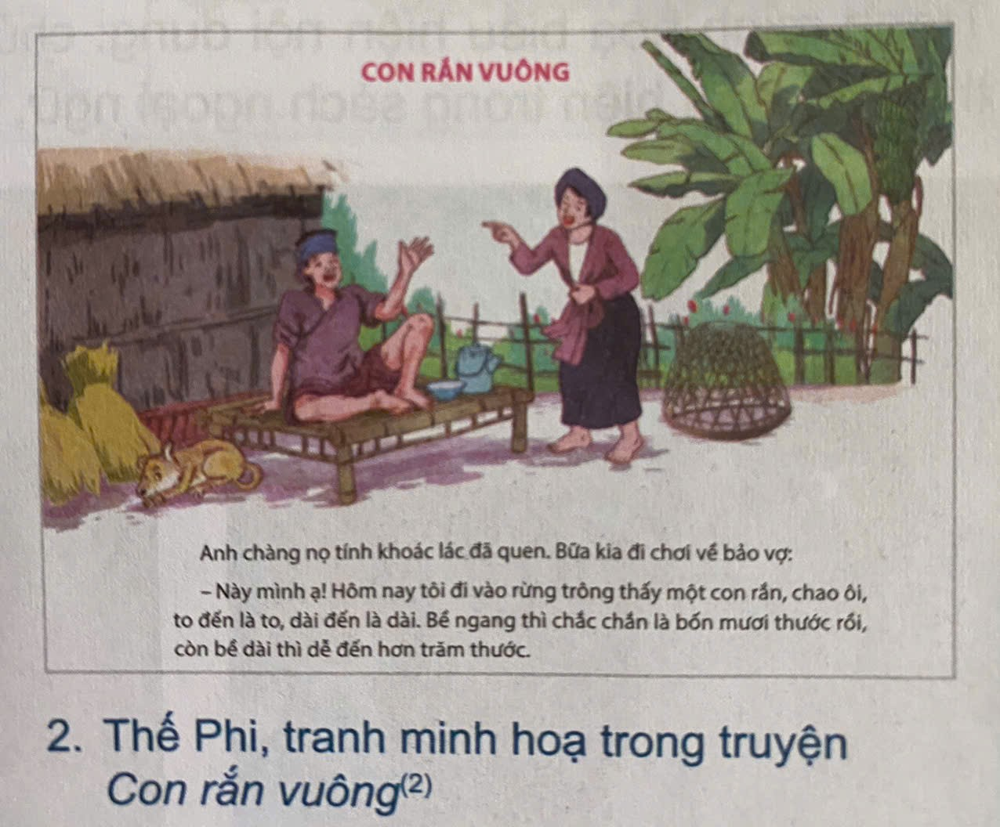 CON RẮN VUÔNG
Anh chàng nọ tính khoác lác đã quen. Bữa kia đi chơi về bảo vợ:
– Này mình ạ! Hôm nay tôi đi vào rừng trông thấy một con rắn, chao ôi,
to đến là to, dài đến là dài. Bề ngang thì chắc chắn là bốn mươi thước rồi,
còn bề dài thì dễ đến hơn trăm thước.
2. Thế Phi, tranh minh hoạ trong truyện
Con rắn vuông(2)